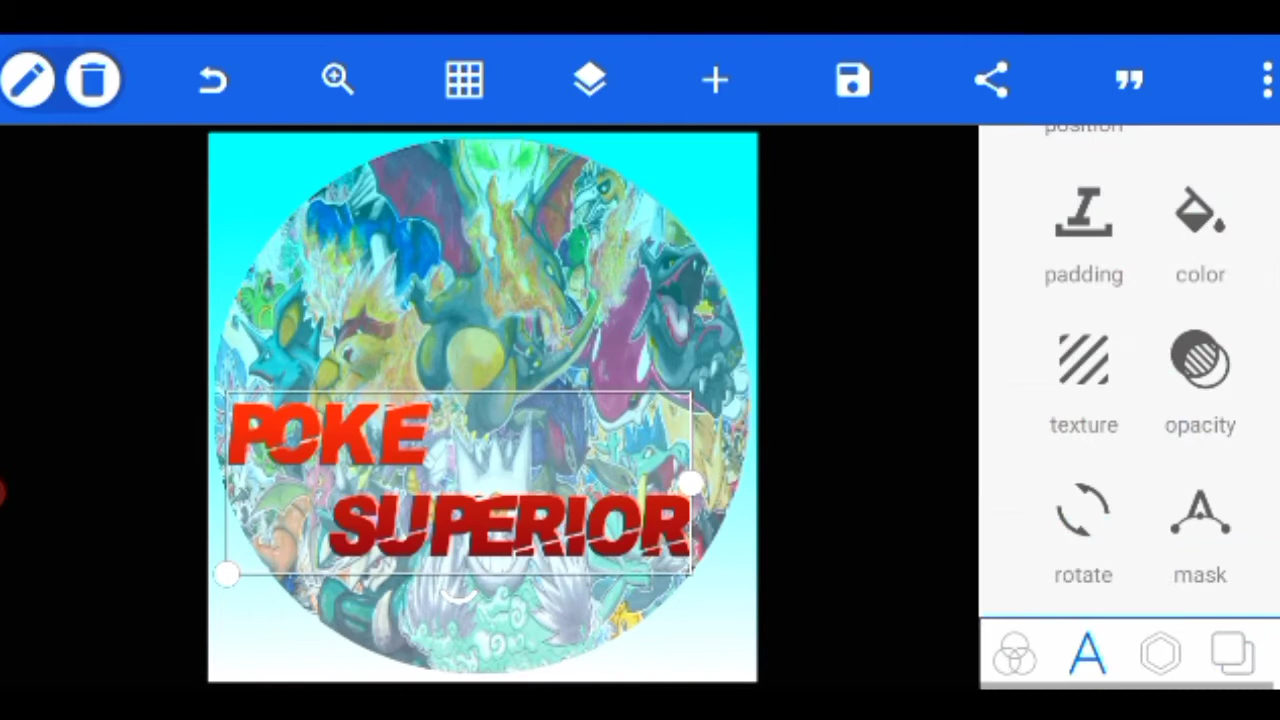 position
padding
color
texture
opacity
rotate
mask
POKE
SUPERIOR